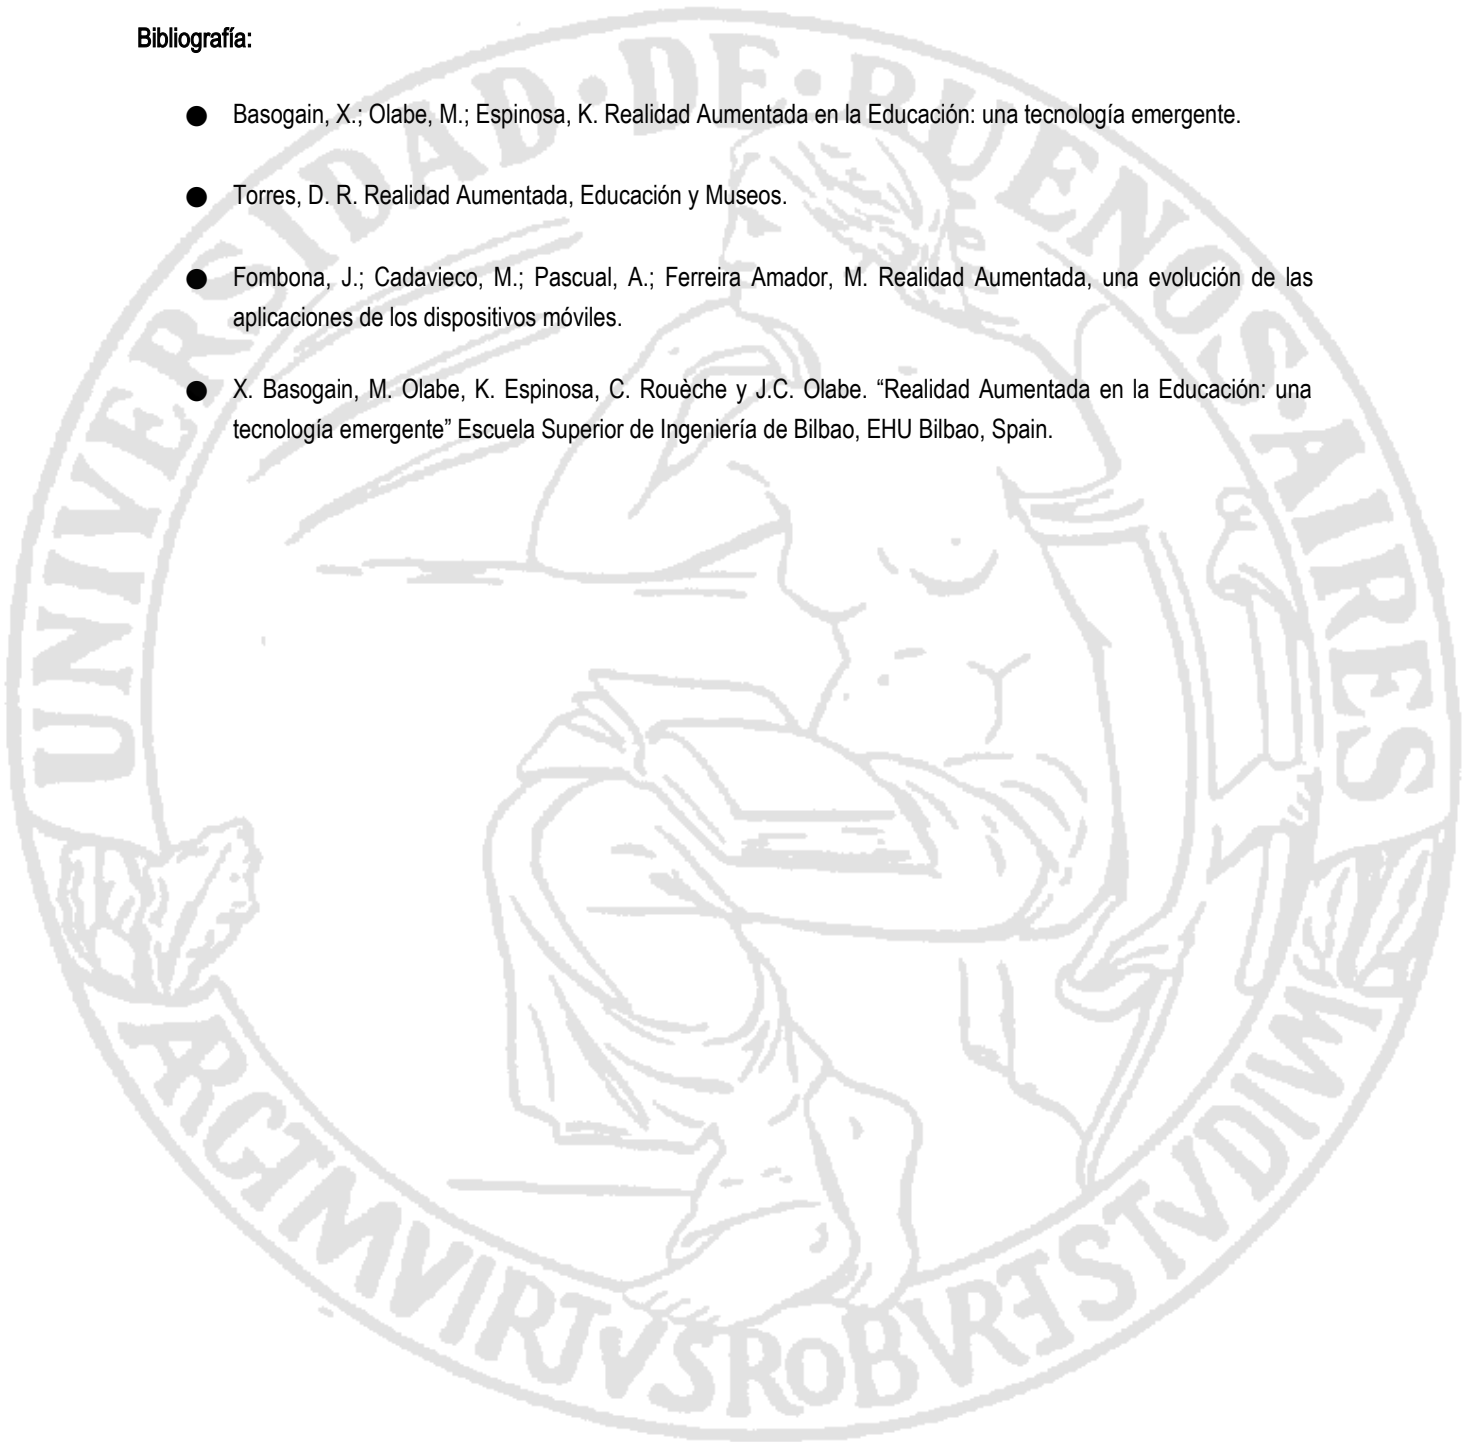 Bibliografía:
● Basogain, X.; Olabe, M.; Espinosa, K. Realidad Aumentada en la Educación: una tecnología emergente.
● Torres, D. R. Realidad Aumentada, Educación y Museos.
● Fombona, J.; Cadavieco, M.; Pascual, A.; Ferreira Amador, M. Realidad Aumentada, una evolución de las
aplicaciones de los dispositivos móviles.
● X. Basogain, M. Olabe, K. Espinosa, C. Rouèche y J.C. Olabe. “Realidad Aumentada en la Educación: una
tecnología emergente” Escuela Superior de Ingeniería de Bilbao, EHU Bilbao, Spain.
UNIVERSIDAD·DE·BUENOS·AIRES
ARGTMVIRTVSROBVRESTVDIVM